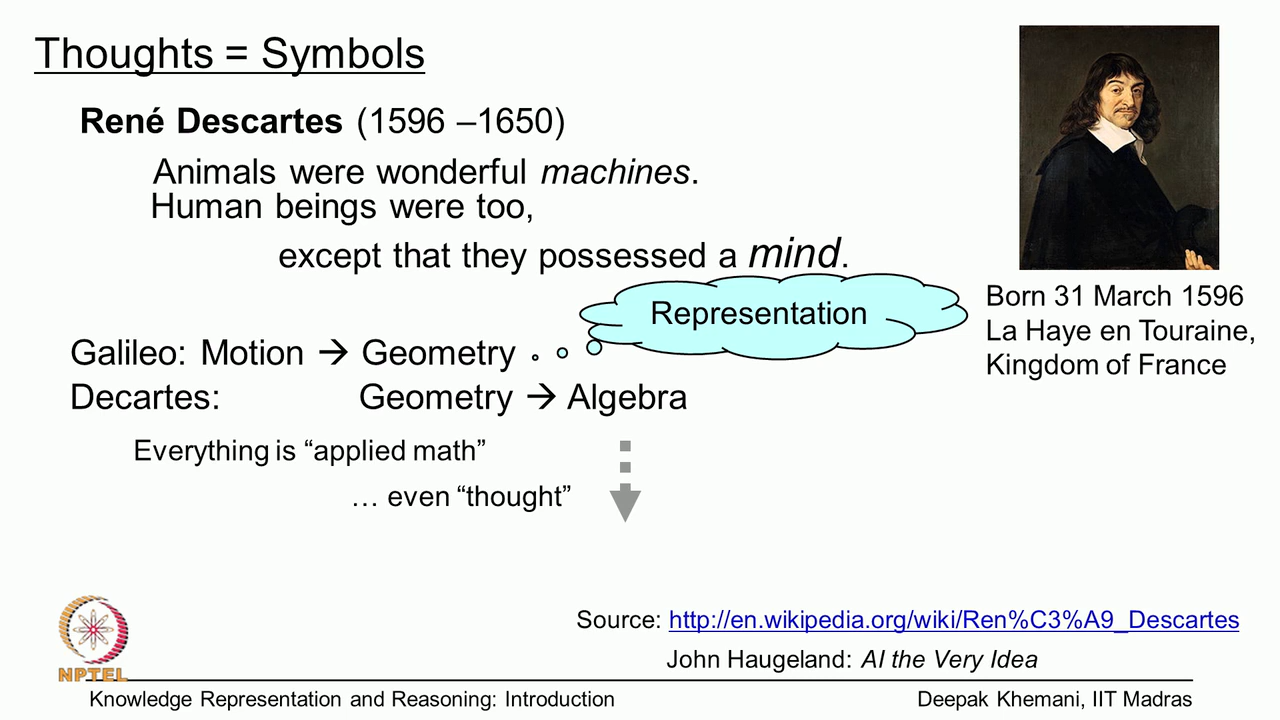 Thoughts = Symbols
René Descartes (1596 –1650)
Animals were wonderful machines.
Human beings were too,
except that they possessed a mind.
Representation
Born 31 March 1596
La Haye en Touraine,
Kingdom of France
Galileo: Motion → Geometry
Decartes: Geometry → Algebra
Everything is “applied math”
… even “thought”
Source: http://en.wikipedia.org/wiki/Ren%C3%A9_Descartes
John Haugeland: AI the Very Idea
NPTEL
Knowledge Representation and Reasoning: Introduction
Deepak Khemani, IIT Madras